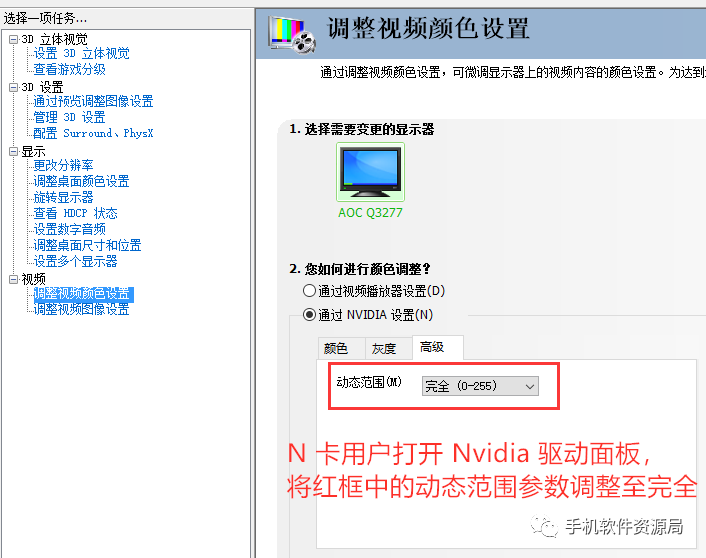 选择一项任务...
3D 立体视觉
设置 3D 立体视觉
查看游戏分级
3D 设置
通过预览调整图像设置
管理 3D 设置
配置 Surround、PhysX
显示
更改分辨率
调整桌面颜色设置
旋转显示器
查看 HDCP 状态
设置数字音频
调整桌面尺寸和位置
设置多个显示器
视频
调整视频颜色设置
调整视频图像设置
调整视频颜色设置
通过调整视频颜色设置,可微调显示器上的视频内容的颜色设置。为达到
1. 选择需要变更的显示器
AOC Q3277
2. 您如何进行颜色调整?
通过视频播放器设置(D)
通过 NVIDIA 设置(N)
颜色 灰度 高级
动态范围(M) 完全 (0-255)
N 卡用户打开 Nvidia 驱动面板,
将红框中的动态范围参数调整至完全
手机软件资源局